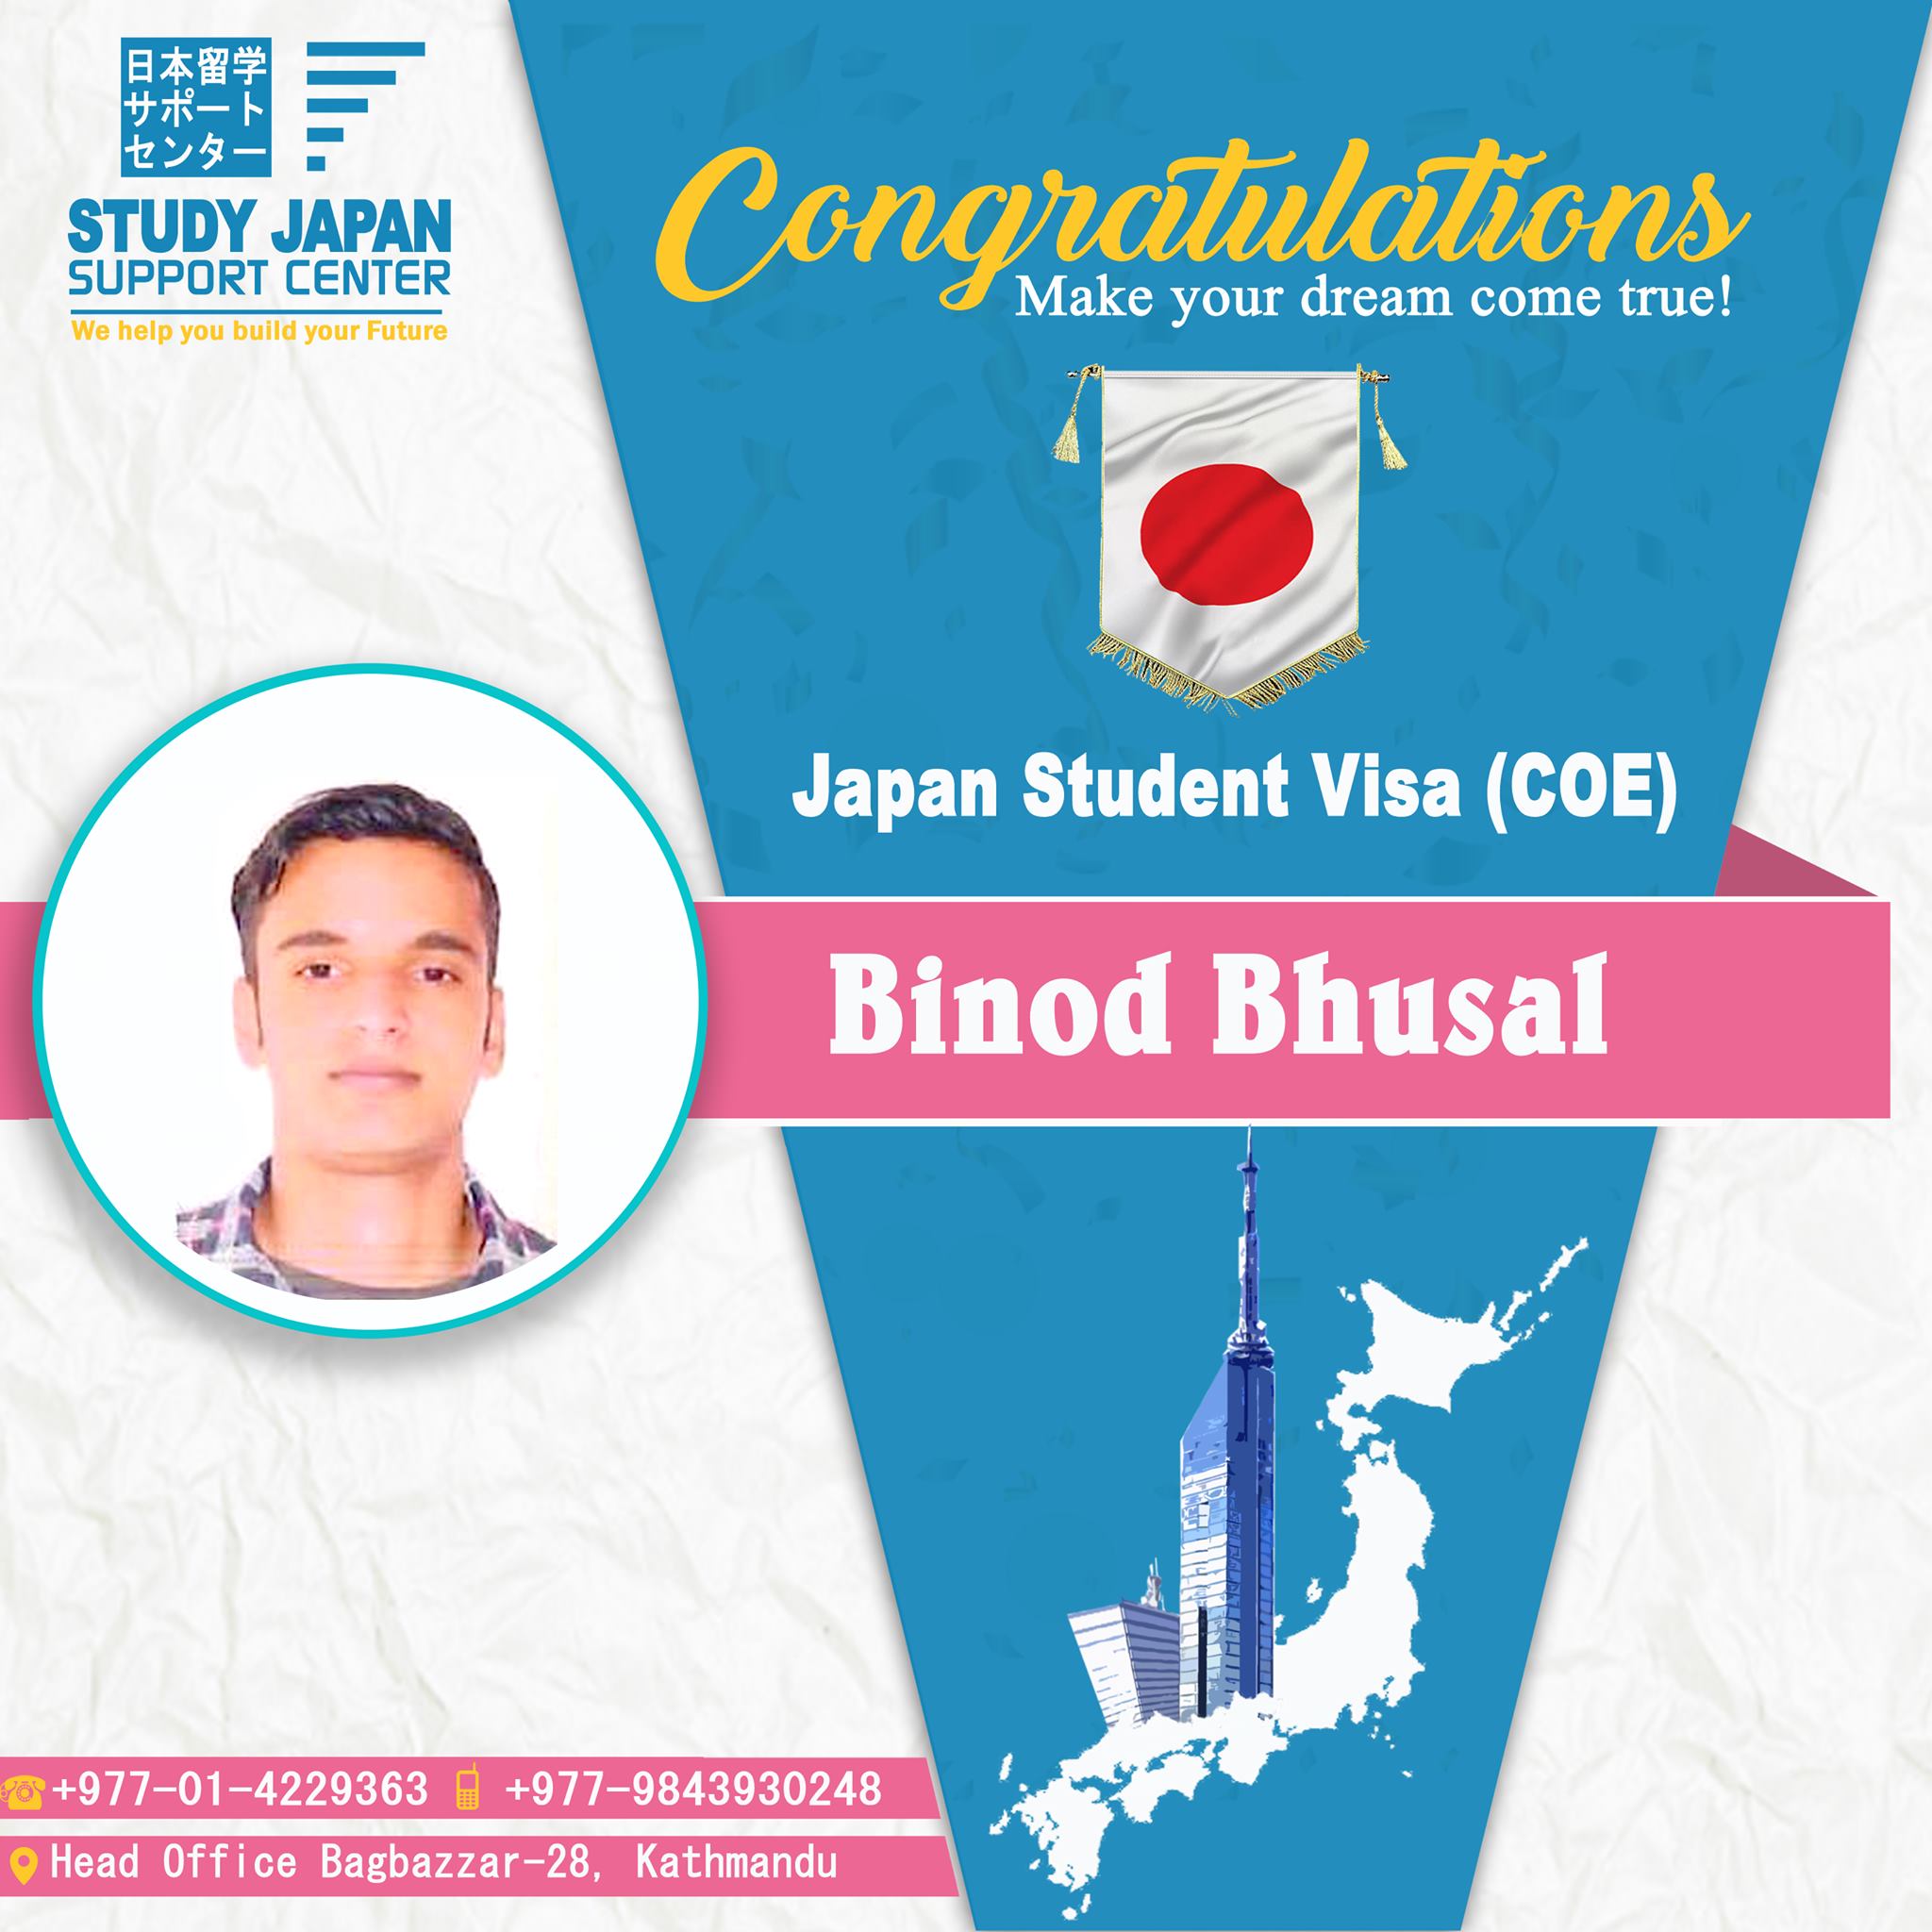 日本留学
サポート
センター
STUDY JAPAN
SUPPORT CENTER
We help you build your Future
Congratulations
Make your dream come true!
Japan Student Visa (COE)
Binod Bhusal
+977-01-4229363 +977-9843930248
Head Office Bagbazzar-28, Kathmandu